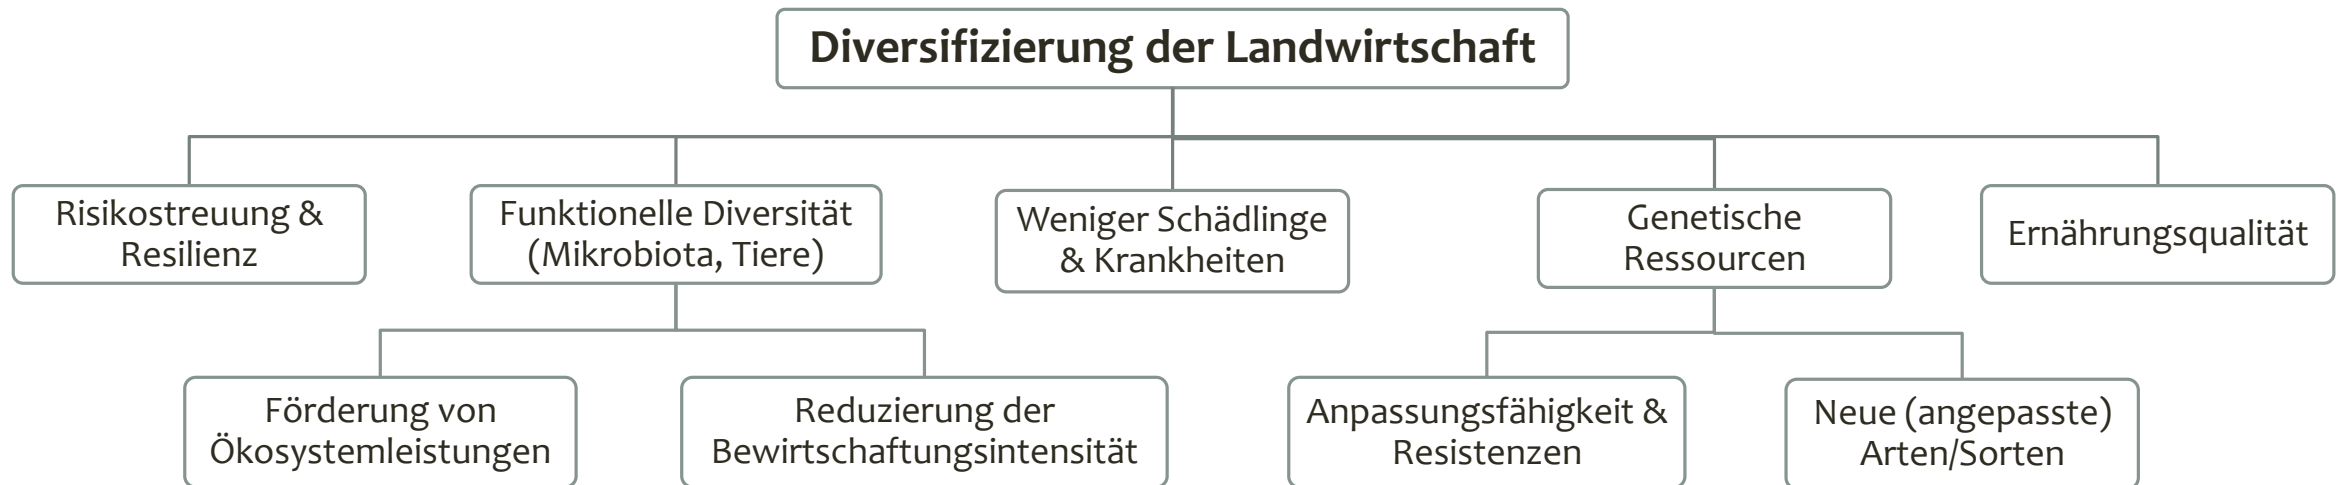 Diversifizierung der Landwirtschaft
Risikostreuung &
Resilienz
Funktionelle Diversität
(Mikrobiota, Tiere)
Weniger Schädlinge
& Krankheiten
Genetische
Ressourcen
Ernährungsqualität
Förderung von
Ökosystemleistungen
Reduzierung der
Bewirtschaftungsintensität
Anpassungsfähigkeit &
Resistenzen
Neue (angepasste)
Arten/Sorten